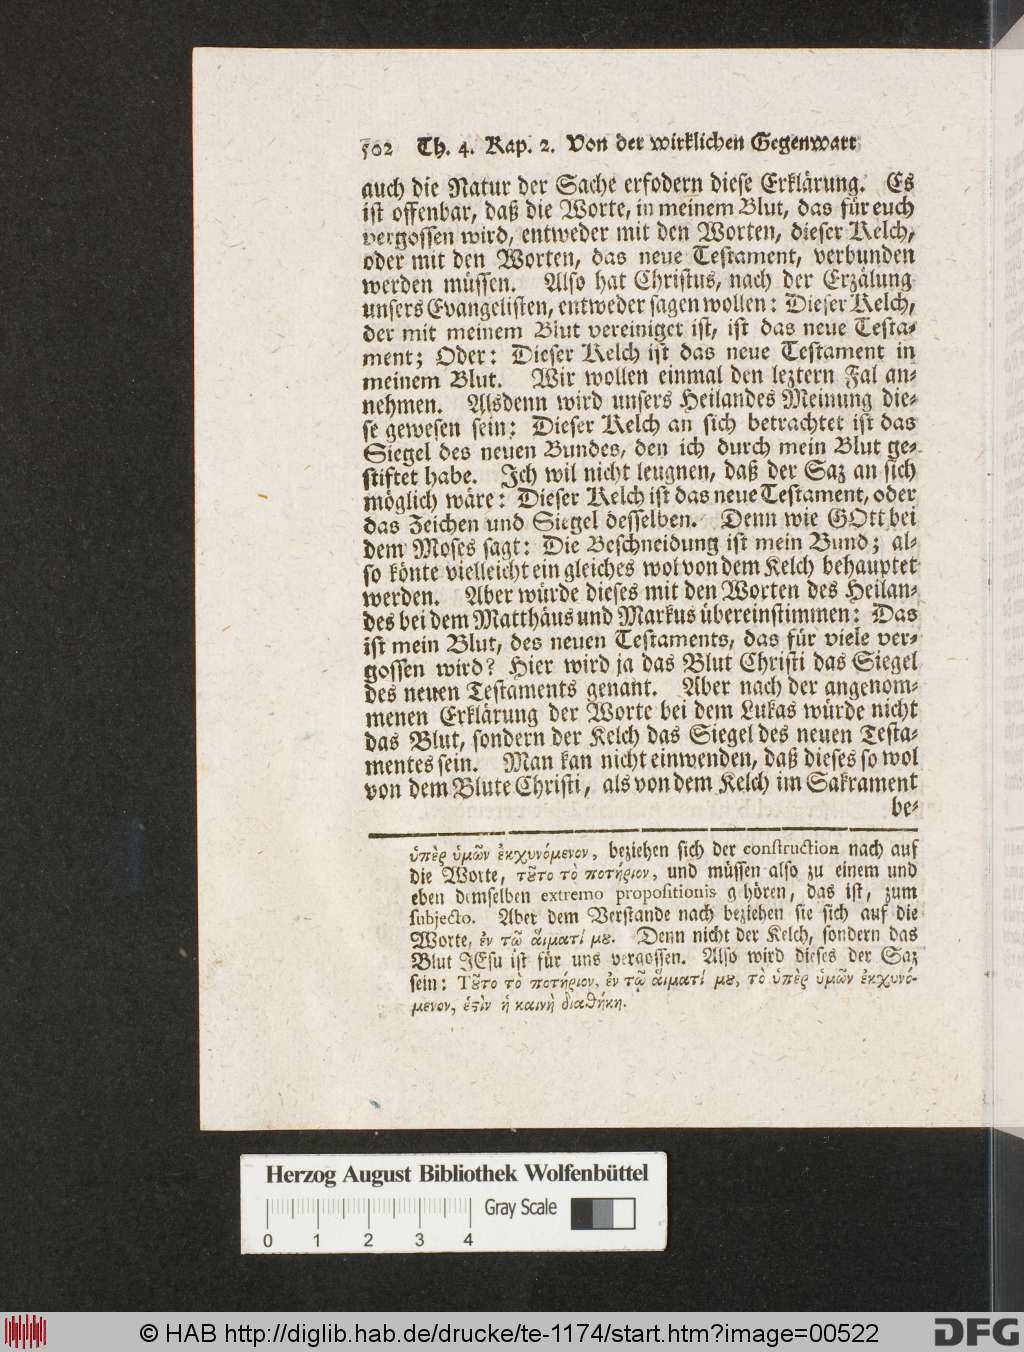 502 Th. 4. Kap. 2. Von der wirklichen Gegenwart
auch die Natur der Sache erfodern diese Erklärung. Es
ist offenbar, daß die Worte, in meinem Blut, das für euch
vergossen wird, entweder mit den Worten, dieser Kelch,
oder mit den Worten, das neue Testament, verbunden
werden müssen. Also hat Christus, nach der Erzälung
unsers Evangelisten, entweder sagen wollen: Dieser Kelch,
der mit meinem Blut vereiniget ist, ist das neue Testa-
ment; Oder: Dieser Kelch ist das neue Testament in
meinem Blut. Wir wollen einmal den leztern Fal an-
nehmen. Alsdenn wird unsers Heilandes Meinung die-
se gewesen sein: Dieser Kelch an sich betrachtet ist das
Siegel des neuen Bundes, den ich durch mein Blut ge-
stiftet habe. Ich wil nicht leugnen, daß der Saz an sich
möglich wäre: Dieser Kelch ist das neue Testament, oder
das Zeichen und Siegel desselben. Denn wie GOtt bei
dem Moses sagt: Die Beschneidung ist mein Bund; al-
so könte vielleicht ein gleiches wol von dem Kelch behauptet
werden. Aber würde dieses mit den Worten des Heilan-
des bei dem Matthäus und Markus übereinstimmen: Das
ist mein Blut, des neuen Testaments, das für viele ver-
gossen wird? Hier wird ja das Blut Christi das Siegel
des neuen Testaments genant. Aber nach der angenom-
menen Erklärung der Worte bei dem Lukas würde nicht
das Blut, sondern der Kelch das Siegel des neuen Testa-
mentes sein. Man kan nicht einwenden, daß dieses so wol
von dem Blute Christi, als von dem Kelch im Sakrament
be-
ὑπὲρ ὑμῶν ἐκχυνόμενον, beziehen sich der construction nach auf
die Worte, τȣ̃το τὸ ποτήριον, und müssen also zu einem und
eben demselben extremo propositionis g hören, das ist, zum
subjecto. Aber dem Verstande nach beziehen sie sich auf die
Worte, ἐν τῶ αἵματί μȣ. Denn nicht der Kelch, sondern das
Blut JEsu ist für uns vergossen. Also wird dieses der Saz
sein: Τȣ̃το τὸ ποτήριον, ἐν τῷ αἵματί μȣ, τὸ ὑπὲρ ὑμῶν ἐκχυνό-
μενον, ἐϛὶν ἡ καινὴ διαθήκη.
Herzog August Bibliothek Wolfenbüttel
Gray Scale
0 1 2 3 4
© HAB http://diglib.hab.de/drucke/te-1174/start.htm?image=00522
DFG